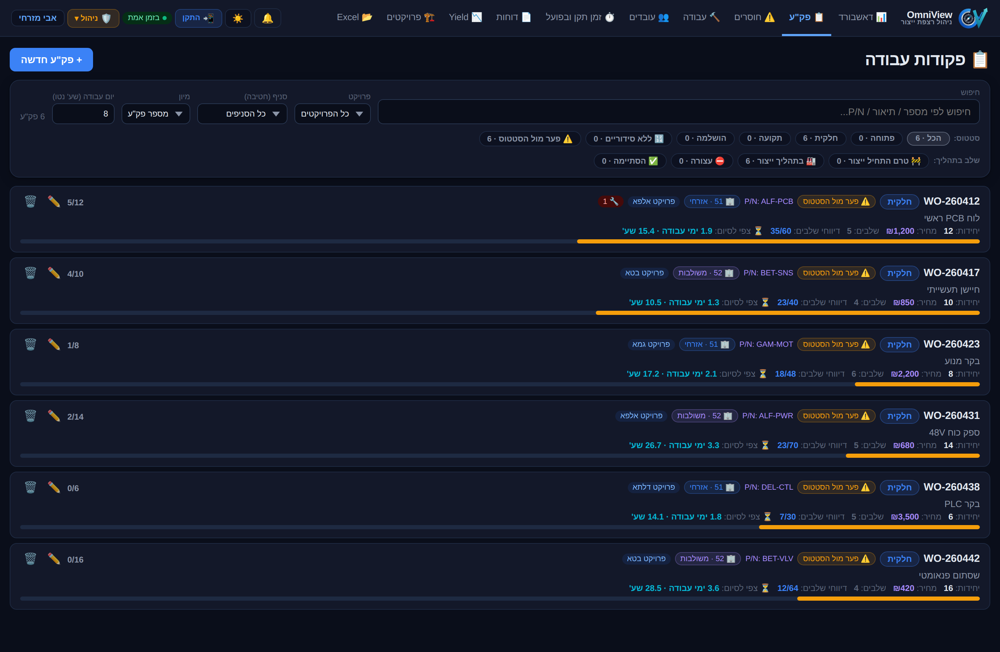 OmniView
ניהול רצפת ייצור
📊 דאשבורד
📋 פק"ע
⚠️ חוסרים
🔨 עבודה
👥 עובדים
⏱️ זמן תקן ובפועל
📄 דוחות
📉 Yield
🏗️ פרויקטים
📂 Excel
🔔
☀️
📲 התקן
בזמן אמת
🛡️ ניהול ▾
אבי מזרחי
📋 פקודות עבודה
+ פק"ע חדשה
חיפוש
חיפוש לפי מספר / תיאור / P/N...
פרויקט
כל הפרויקטים
סניף (חטיבה)
כל הסניפים
מיון
מספר פק"ע
יום עבודה (שע' נטו)
8
6 פק"ע
סטטוס: הכל · 6 פתוחה · 0 חלקית · 6 תקועה · 0 הושלמה · 0 🔢 ללא סידוריים · 0 ⚠️ פער מול הסטטוס · 6
שלב בתהליך: 🚧 טרם התחיל ייצור · 0 🏭 בתהליך ייצור · 6 ⛔ עצורה · 0 ✅ הסתיימה · 0
WO-260412 חלקית ⚠️ פער מול הסטטוס P/N: ALF-PCB 🏢 51 · אזרחי פרויקט אלפא 🔧 1 5/12 ✏️ 🗑️
לוח PCB ראשי
יחידות: 12 מחיר: ₪1,200 שלבים: 5 דיווחי שלבים: 35/60 ⏳ צפי לסיום: 1.9 ימי עבודה · 15.4 שע'
WO-260417 חלקית ⚠️ פער מול הסטטוס P/N: BET-SNS 🏢 52 · משולבות פרויקט בטא 4/10 ✏️ 🗑️
חיישן תעשייתי
יחידות: 10 מחיר: ₪850 שלבים: 4 דיווחי שלבים: 23/40 ⏳ צפי לסיום: 1.3 ימי עבודה · 10.5 שע'
WO-260423 חלקית ⚠️ פער מול הסטטוס P/N: GAM-MOT 🏢 51 · אזרחי פרויקט גמא 1/8 ✏️ 🗑️
בקר מנוע
יחידות: 8 מחיר: ₪2,200 שלבים: 6 דיווחי שלבים: 18/48 ⏳ צפי לסיום: 2.1 ימי עבודה · 17.2 שע'
WO-260431 חלקית ⚠️ פער מול הסטטוס P/N: ALF-PWR 🏢 52 · משולבות פרויקט אלפא 2/14 ✏️ 🗑️
ספק כוח 48V
יחידות: 14 מחיר: ₪680 שלבים: 5 דיווחי שלבים: 23/70 ⏳ צפי לסיום: 3.3 ימי עבודה · 26.7 שע'
WO-260438 חלקית ⚠️ פער מול הסטטוס P/N: DEL-CTL 🏢 51 · אזרחי פרויקט דלתא 0/6 ✏️ 🗑️
בקר PLC
יחידות: 6 מחיר: ₪3,500 שלבים: 5 דיווחי שלבים: 7/30 ⏳ צפי לסיום: 1.8 ימי עבודה · 14.1 שע'
WO-260442 חלקית ⚠️ פער מול הסטטוס P/N: BET-VLV 🏢 52 · משולבות פרויקט בטא 0/16 ✏️ 🗑️
שסתום פנאומטי
יחידות: 16 מחיר: ₪420 שלבים: 4 דיווחי שלבים: 12/64 ⏳ צפי לסיום: 3.6 ימי עבודה · 28.5 שע'